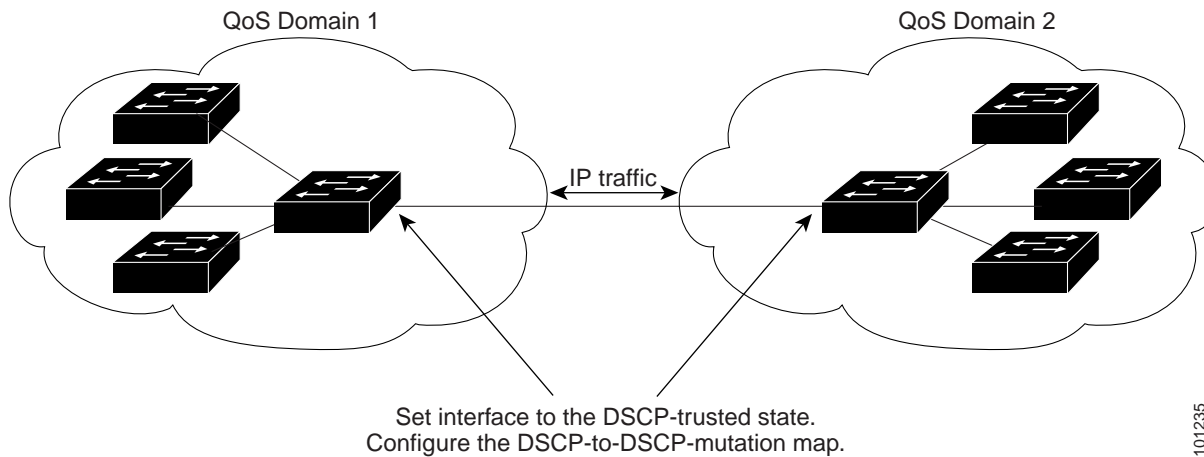 QoS Domain 1
QoS Domain 2
IP traffic
Set interface to the DSCP-trusted state.
Configure the DSCP-to-DSCP-mutation map.
101235